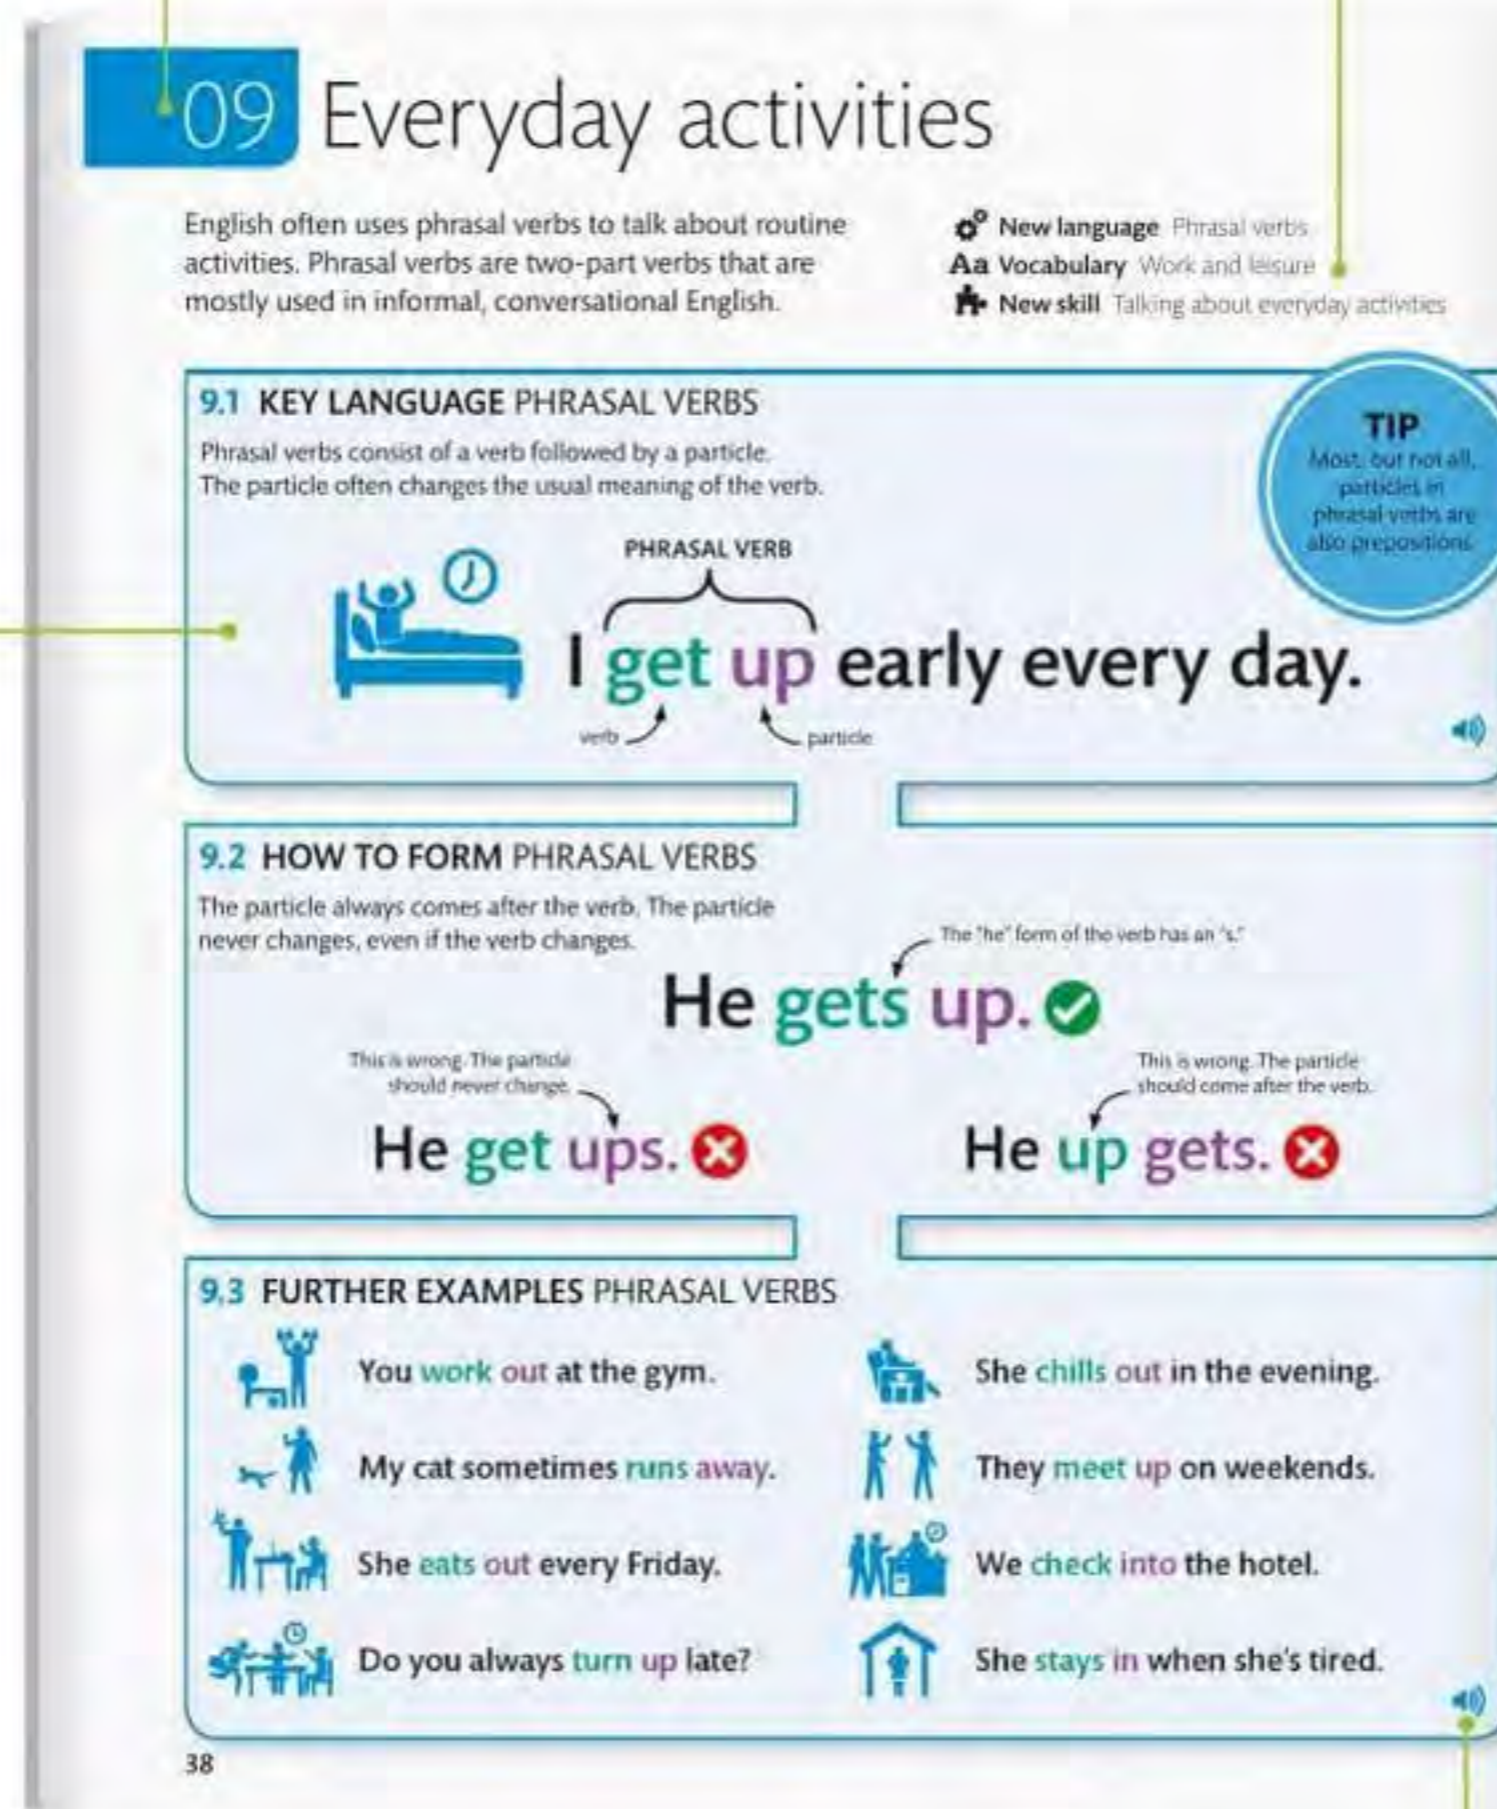 09 Everyday activities
English often uses phrasal verbs to talk about routine
activities. Phrasal verbs are two-part verbs that are
mostly used in informal, conversational English.
New language Phrasal verbs
Aa Vocabulary Work and leisure
New skill Talking about everyday activities
9.1 KEY LANGUAGE PHRASAL VERBS
Phrasal verbs consist of a verb followed by a particle.
The particle often changes the usual meaning of the verb.
TIP
Most, but not all,
particles in
phrasal verbs are
also prepositions.
PHRASAL VERB
I get up early every day.
verb
particle
9.2 HOW TO FORM PHRASAL VERBS
The particle always comes after the verb. The particle
never changes, even if the verb changes.
The "he" form of the verb has an "s."
He gets up.
This is wrong. The particle
should never change.
He get ups.
This is wrong. The particle
should come after the verb.
He up gets.
9.3 FURTHER EXAMPLES PHRASAL VERBS
You work out at the gym.
My cat sometimes runs away.
She eats out every Friday.
Do you always turn up late?
She chills out in the evening.
They meet up on weekends.
We check into the hotel.
She stays in when she's tired.
38